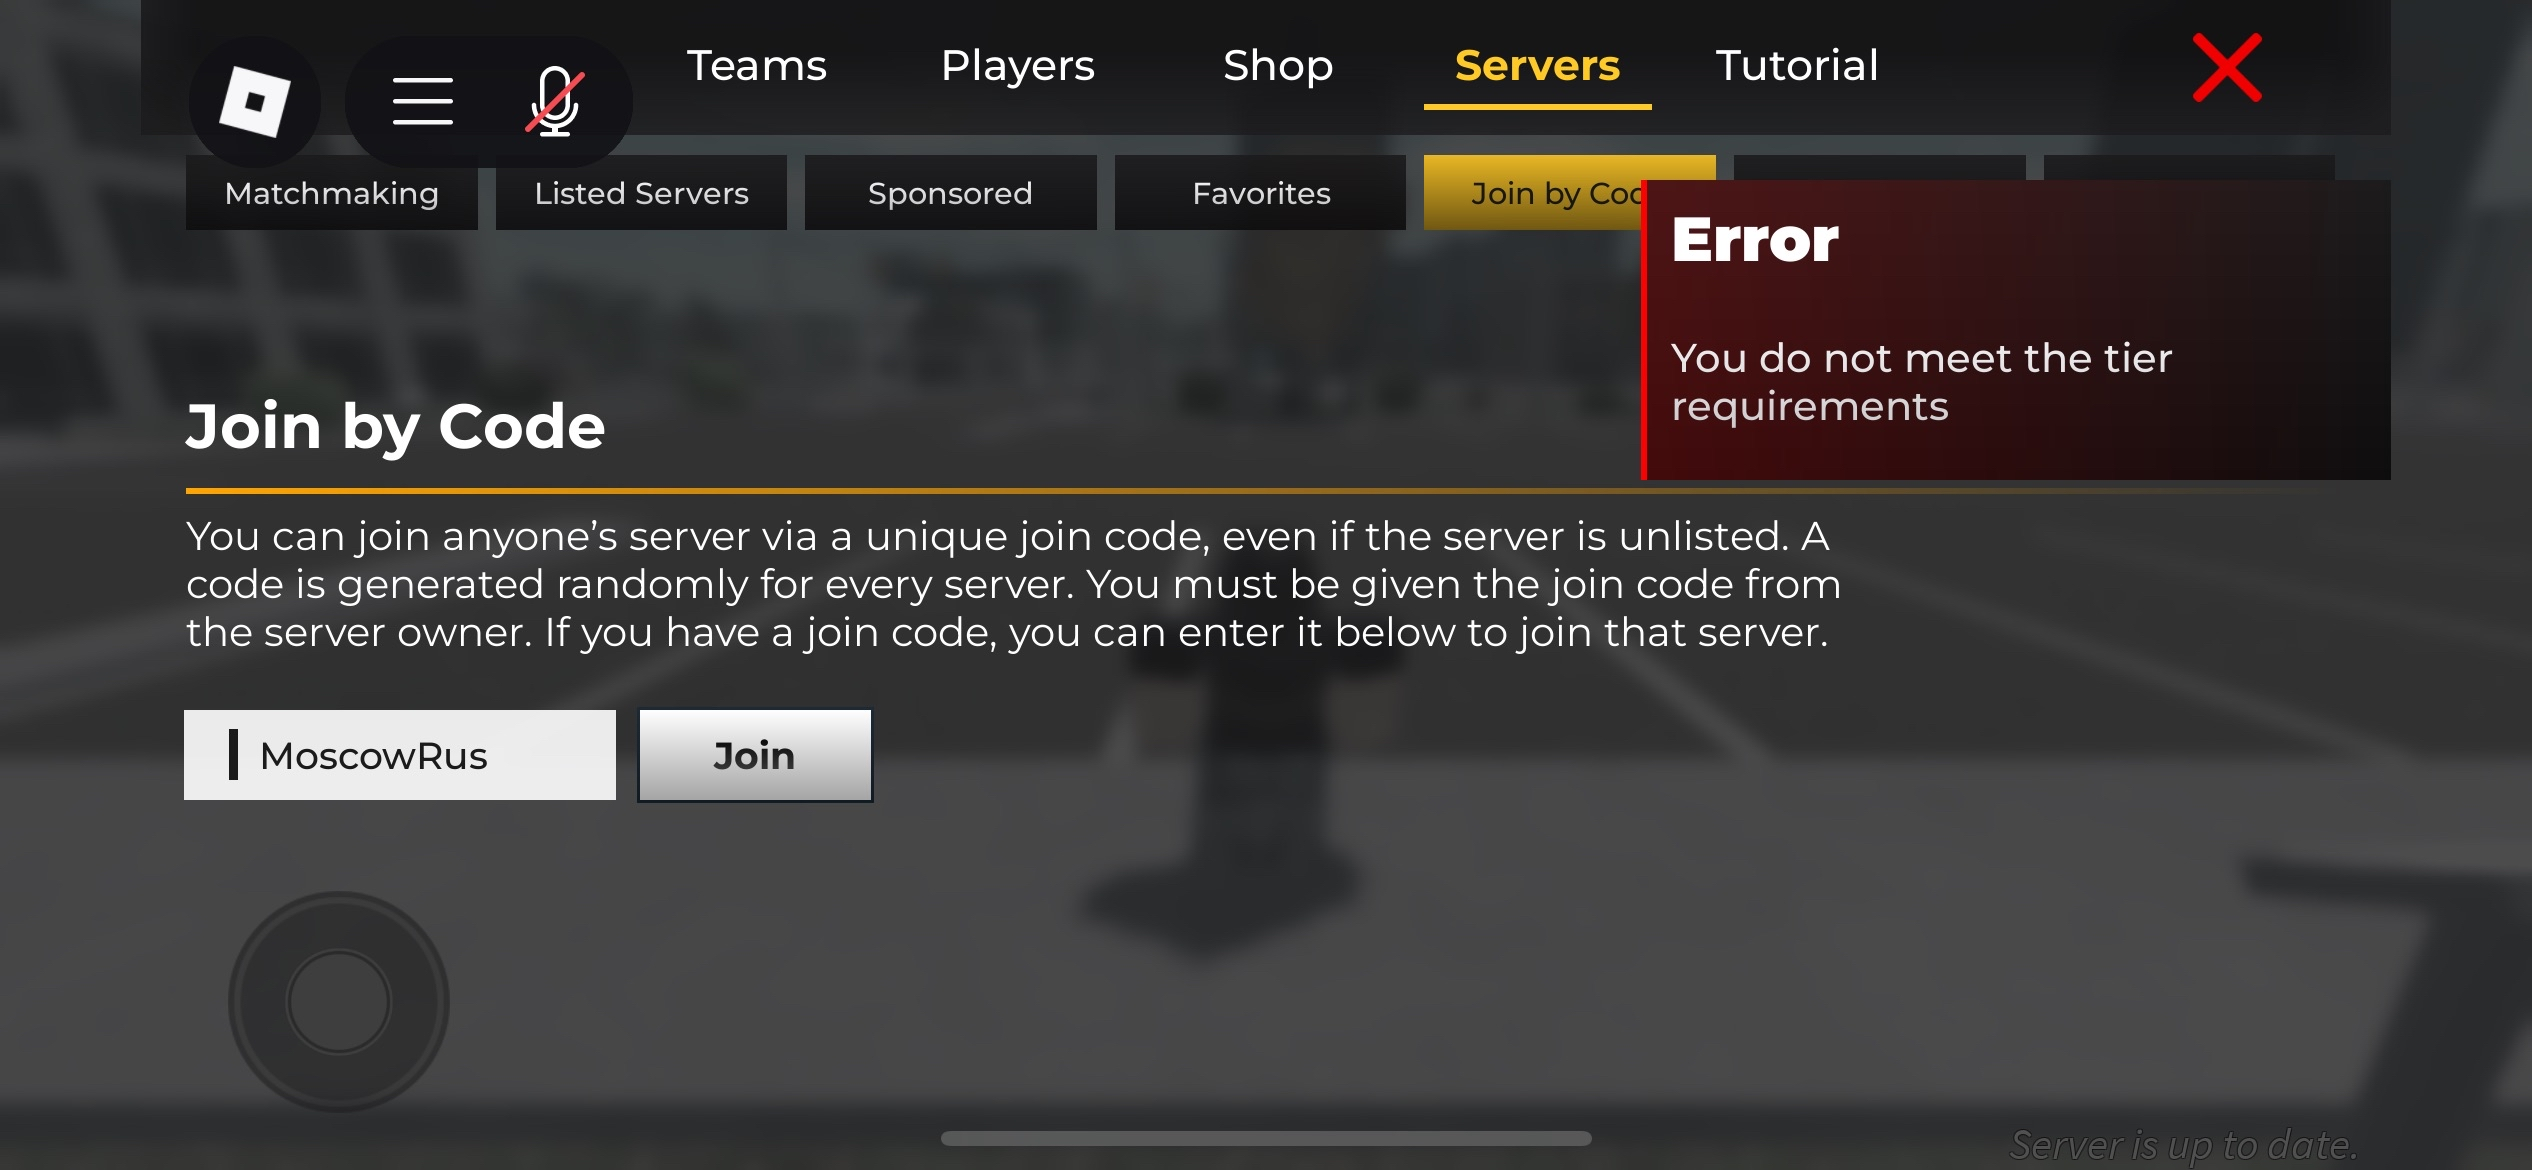 Teams
Players
Shop
Servers
Tutorial
Matchmaking
Listed Servers
Sponsored
Favorites
Join by Cod
Error
You do not meet the tier
requirements
Join by Code
You can join anyone’s server via a unique join code, even if the server is unlisted. A
code is generated randomly for every server. You must be given the join code from
the server owner. If you have a join code, you can enter it below to join that server.
MoscowRus
Join
Server is up to date.